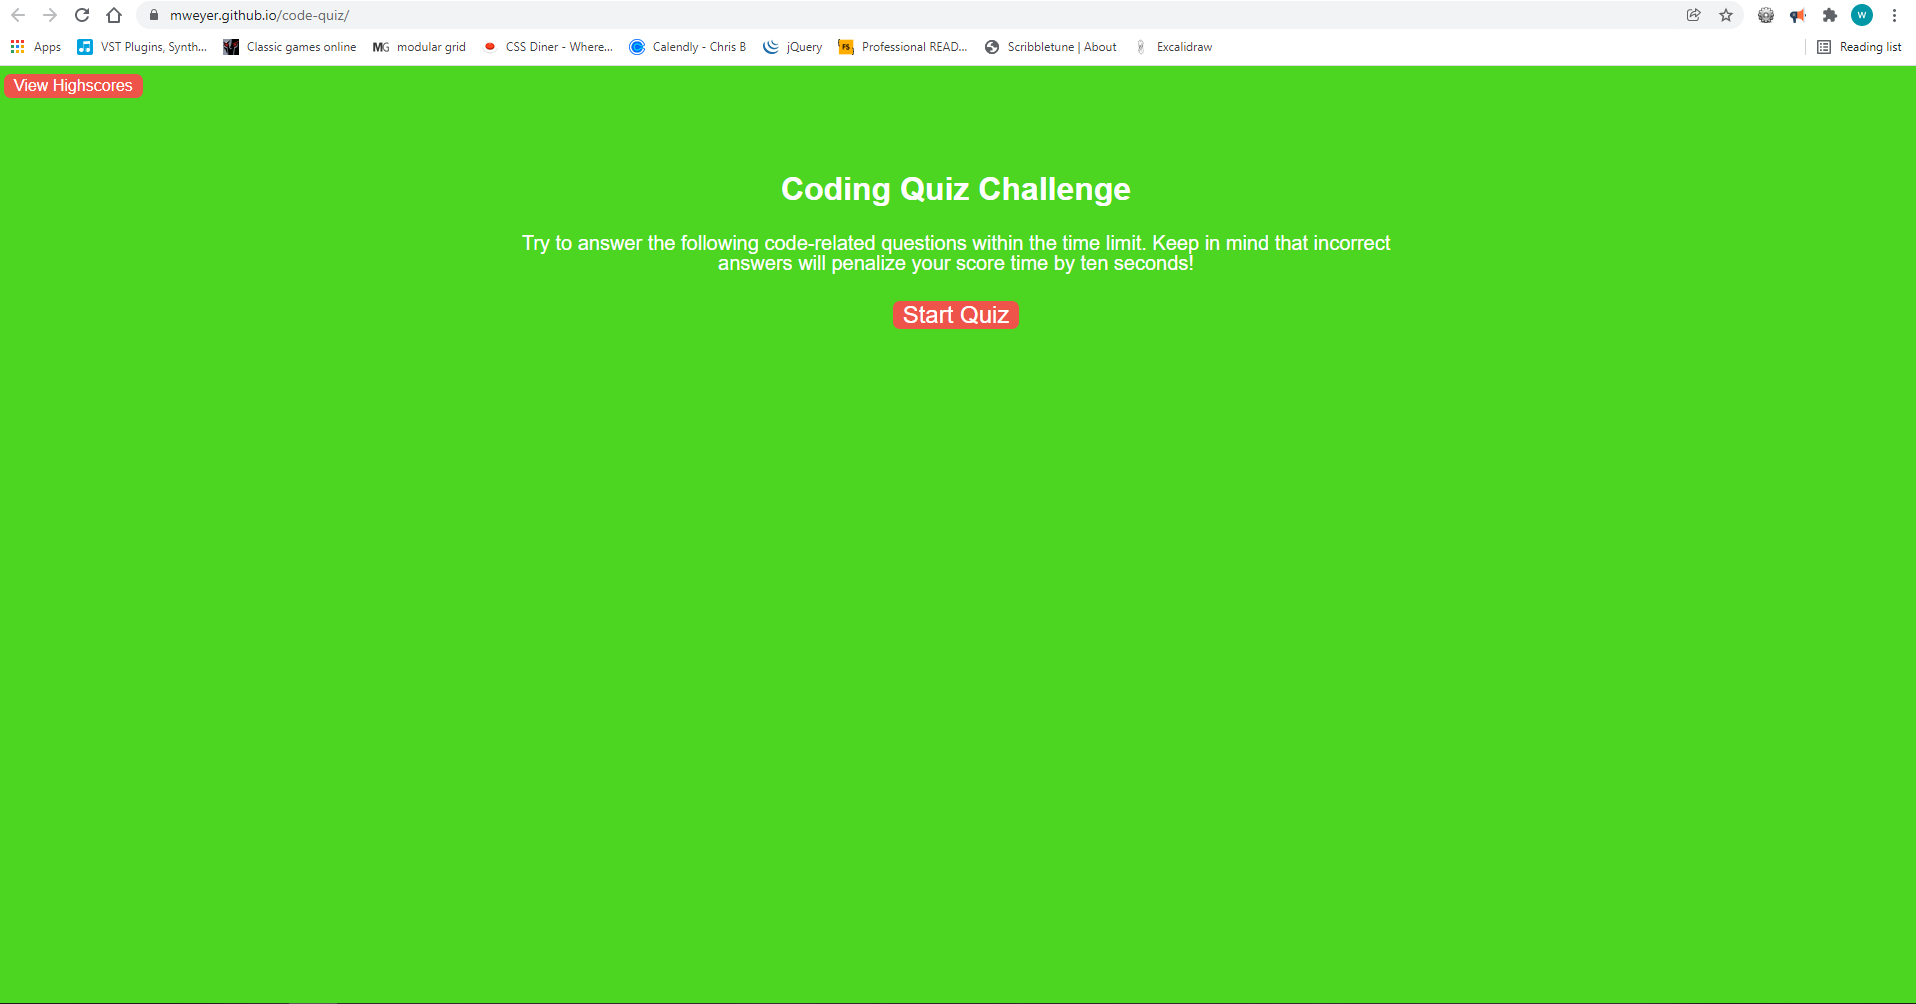 mweyer.github.io/code-quiz/
W
Apps VST Plugins, Synth... Classic games online MG modular grid CSS Diner - Where... Calendly - Chris B jQuery FS Professional READ... Scribbletune | About Excalidraw Reading list
View Highscores
Coding Quiz Challenge
Try to answer the following code-related questions within the time limit. Keep in mind that incorrect
answers will penalize your score time by ten seconds!
Start Quiz